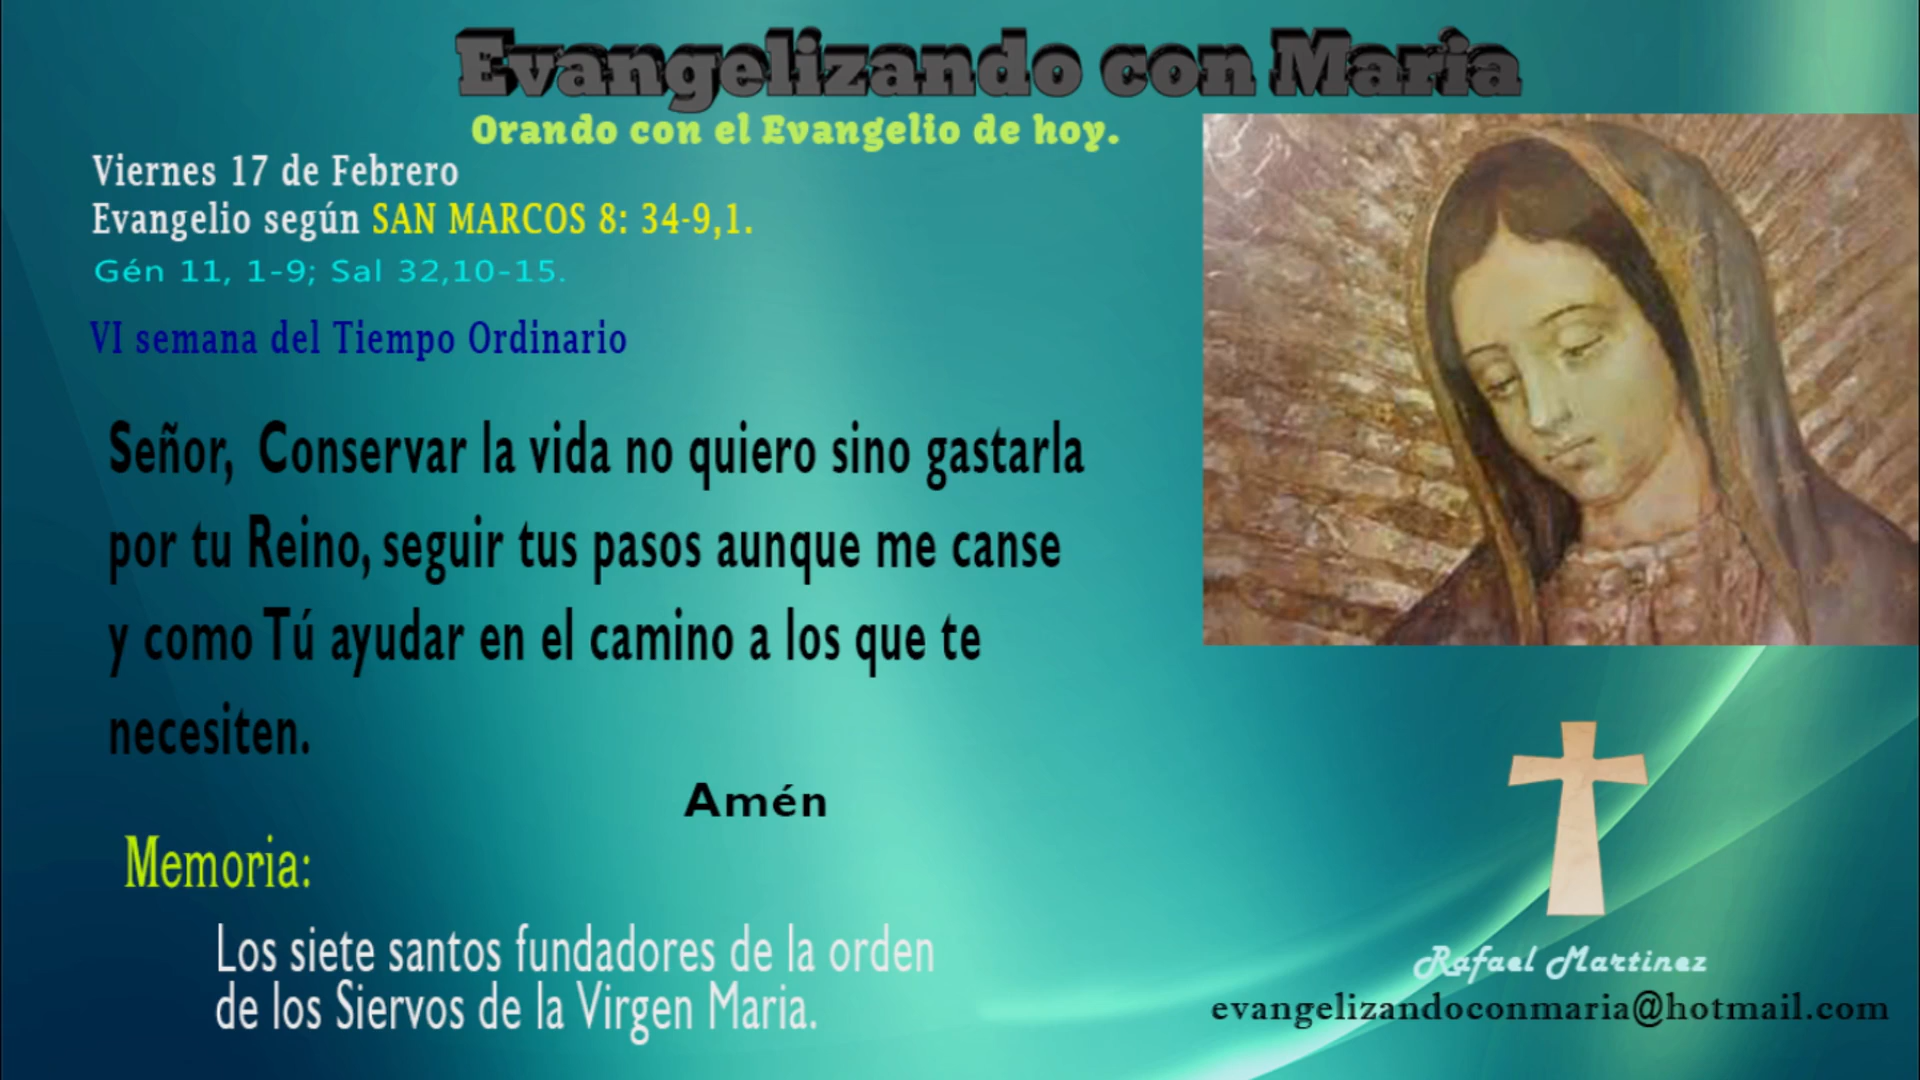 Evangelizando con Maria
Orando con el Evangelio de hoy.
Viernes 17 de Febrero
Evangelio según SAN MARCOS 8: 34-9,1.
Gén 11, 1-9; Sal 32,10-15.
VI semana del Tiempo Ordinario
Señor, Conservar la vida no quiero sino gastarla
por tu Reino, seguir tus pasos aunque me canse
y como Tú ayudar en el camino a los que te
necesiten.
Amén
Memoria:
Los siete santos fundadores de la orden
de los Siervos de la Virgen Maria.
Rafael Martinez
evangelizandoconmaria@hotmail.com